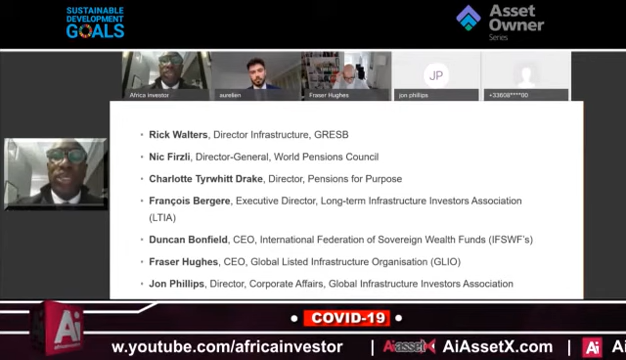 SUSTAINABLE
DEVELOPMENT
GOALS
Asset
Owner
Series
JP
Africa investor
aurelien
Fraser Hughes
jon phillips
+33608****00
• Rick Walters, Director Infrastructure, GRESB
• Nic Firzli, Director-General, World Pensions Council
• Charlotte Tyrwhitt Drake, Director, Pensions for Purpose
• François Bergere, Executive Director, Long-term Infrastructure Investors Association
(LTIA)
• Duncan Bonfield, CEO, International Federation of Sovereign Wealth Funds (IFSWF's)
• Fraser Hughes, CEO, Global Listed Infrastructure Organisation (GLIO)
• Jon Phillips, Director, Corporate Affairs, Global Infrastructure Investors Association
• COVID-19 •
Ai
w.youtube.com/africainvestor | AiassetX AiAssetX.com | Ai Ai